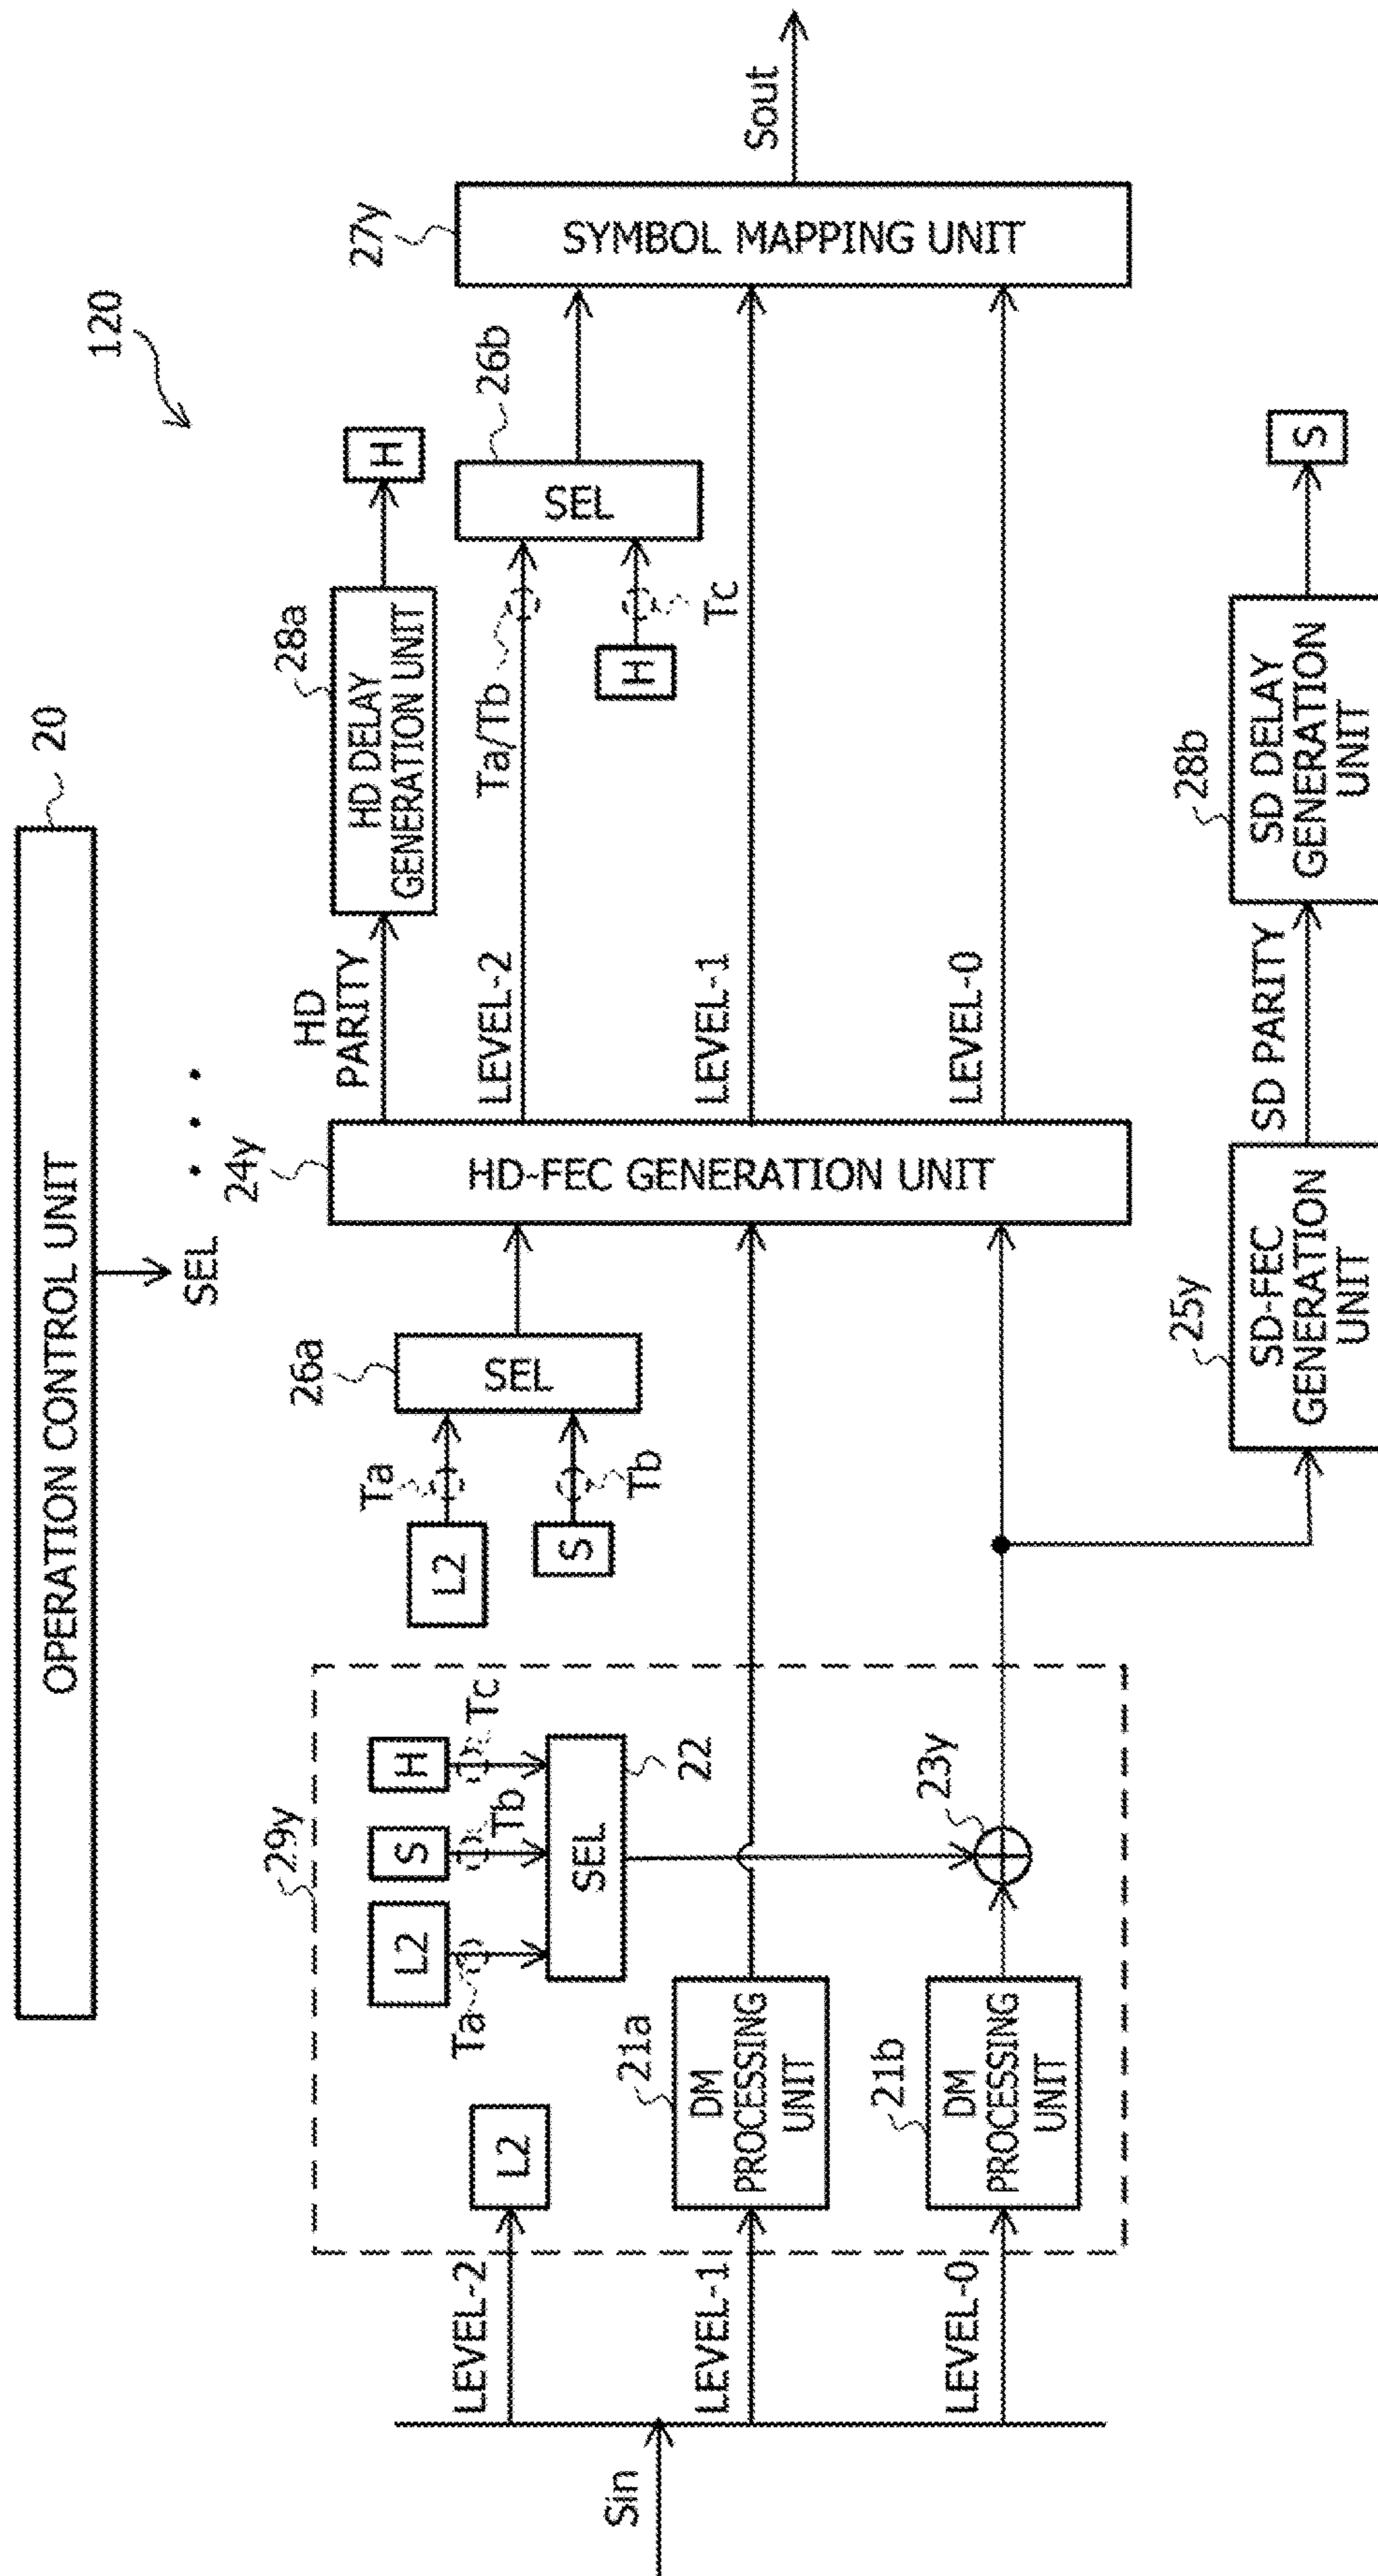 120
OPERATION CONTROL UNIT
20
SEL
...
Sin
LEVEL-2
LEVEL-1
LEVEL-0
29y
L2
L2
S
H
Ta
Tb
Tc
SEL
22
21a
DM
PROCESSING
UNIT
21b
DM
PROCESSING
UNIT
23y
L2
S
Ta
Tb
26a
SEL
24y
HD-FEC GENERATION UNIT
HD
PARITY
LEVEL-2
LEVEL-1
LEVEL-0
28a
HD DELAY
GENERATION UNIT
H
Ta/Tb
H
Tc
26b
SEL
27y
SYMBOL MAPPING UNIT
Sout
25y
SD-FEC
GENERATION
UNIT
SD PARITY
28b
SD DELAY
GENERATION
UNIT
S